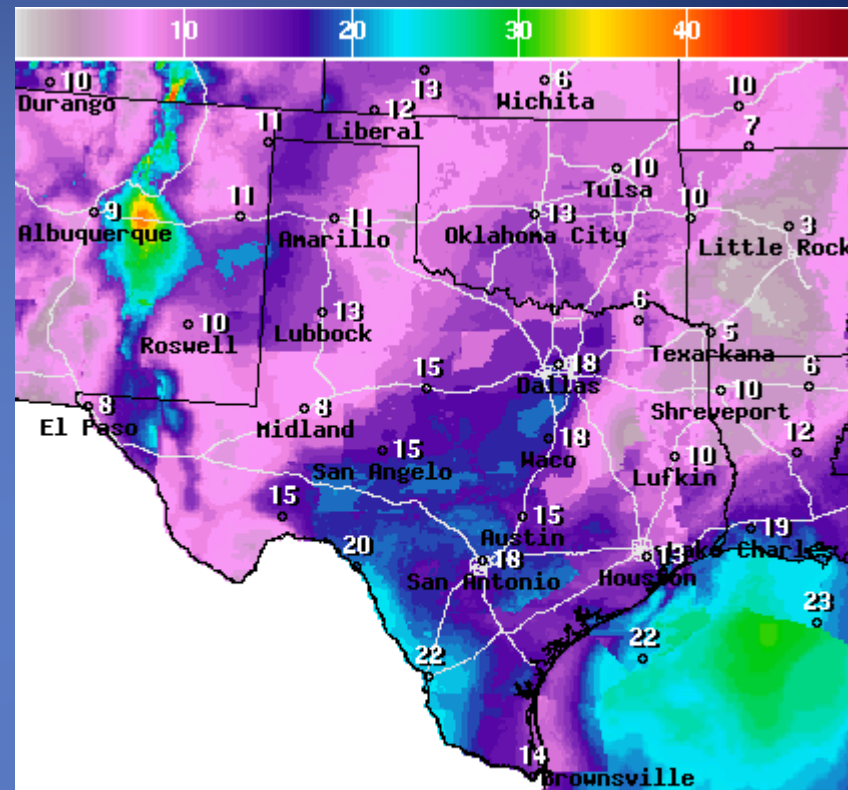 10 20 30 40
10
Durango
13
6
Wichita
10
12
Liberal
11
7
10
Tulsa
9
Albuquerque
11
11
Amarillo
13
Oklahoma City
10
3
Little Rock
10
Roswell
13
Lubbock
6
5
Texarkana
15
18
Dallas
10
Shreveport
6
8
El Paso
8
Midland
15
San Angelo
18
Waco
10
Lufkin
12
15
15
Austin
19
Lake Charles
20
18
San Antonio
13
Houston
23
22
22
14
Brownsville